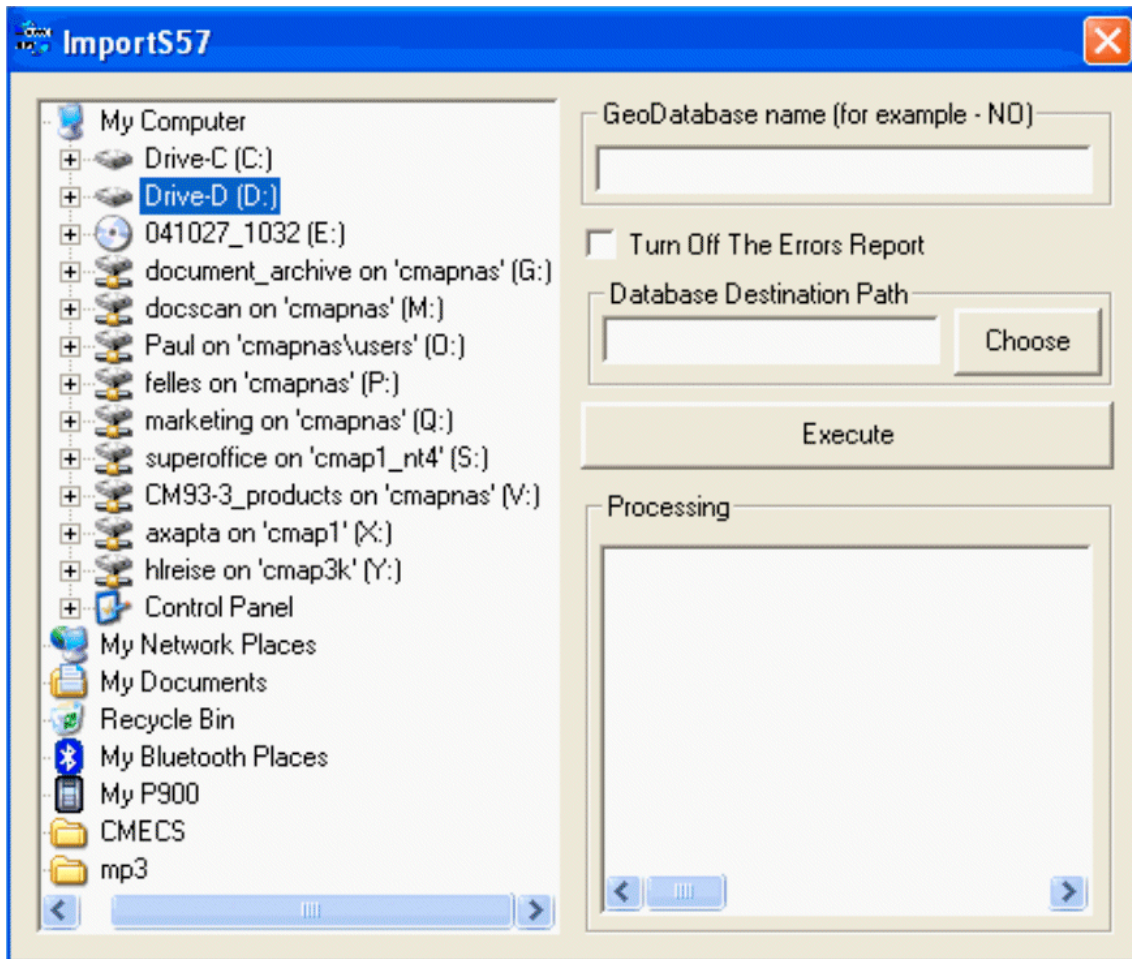 ImportS57
My Computer
Drive-C (C:)
Drive-D (D:)
041027_1032 (E:)
document_archive on 'cmapnas' (G:)
docscan on 'cmapnas' (M:)
Paul on 'cmapnas\users' (O:)
felles on 'cmapnas' (P:)
marketing on 'cmapnas' (Q:)
superoffice on 'cmap1_nt4' (S:)
CM93-3_products on 'cmapnas' (V:)
axapta on 'cmap1' (X:)
hlreise on 'cmap3k' (Y:)
Control Panel
My Network Places
My Documents
Recycle Bin
My Bluetooth Places
My P900
CMECS
mp3
GeoDatabase name (for example - NO)
Turn Off The Errors Report
Database Destination Path
Choose
Execute
Processing